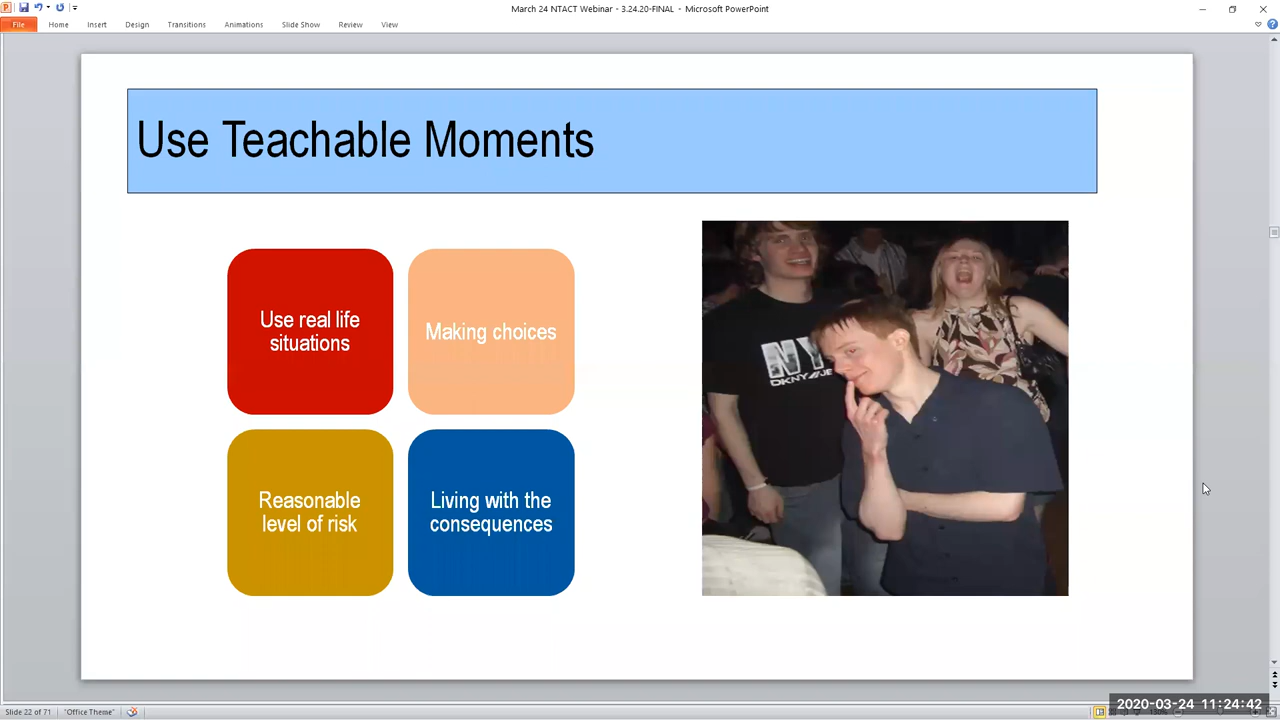 March 24 NTACT Webinar - 3.24.20-FINAL - Microsoft PowerPoint
File Home Insert Design Transitions Animations Slide Show Review View
Use Teachable Moments
Use real life
situations
Making choices
Reasonable
level of risk
Living with the
consequences
NY
DKNY
Slide 22 of 71 "Office Theme"
2020-03-24 11:24:42